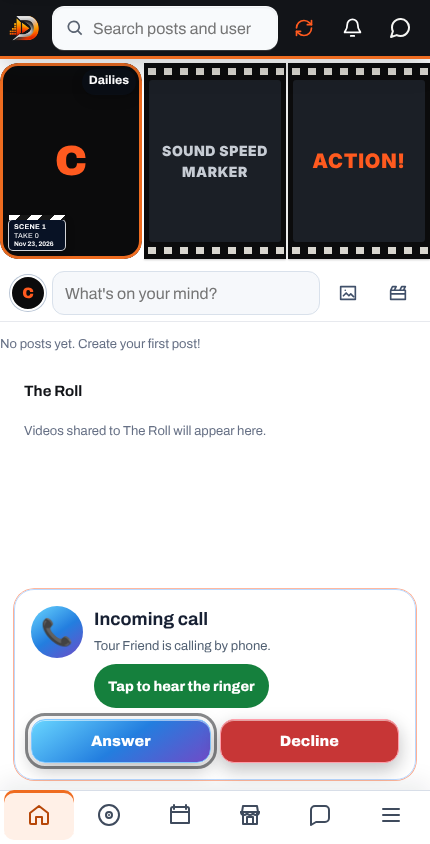 Search posts and user
Dailies
C
SCENE 1
TAKE 0
Nov 23, 2026
SOUND SPEED
MARKER
ACTION!
C
What's on your mind?
No posts yet. Create your first post!
The Roll
Videos shared to The Roll will appear here.
Incoming call
Tour Friend is calling by phone.
Tap to hear the ringer
Answer
Decline